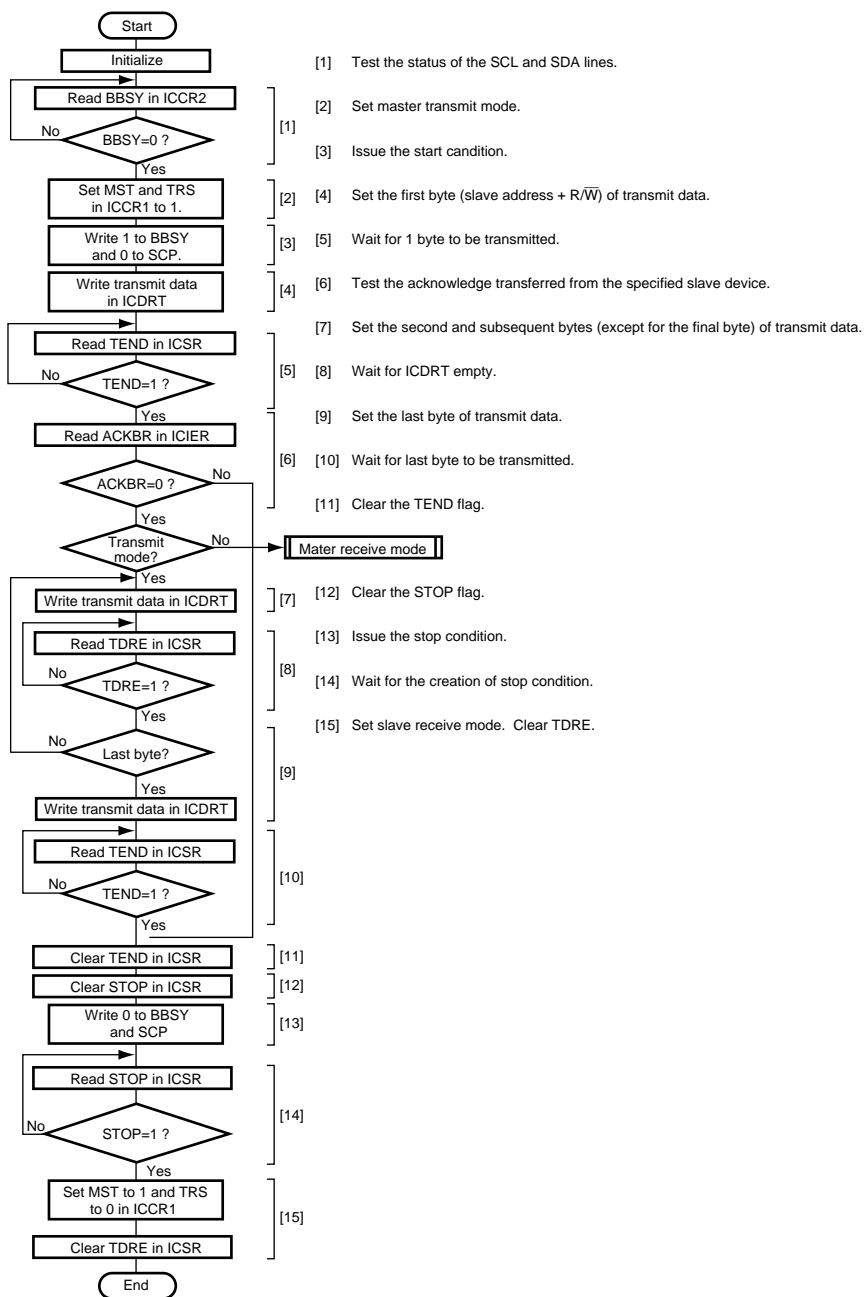 Start
Initialize
Read BBSY in ICCR2
No
BBSY=0 ?
[1]
Yes
Set MST and TRS
in ICCR1 to 1.
[2]
Write 1 to BBSY
and 0 to SCP.
[3]
Write transmit data
in ICDRT
[4]
Read TEND in ICSR
No
TEND=1 ?
[5]
Yes
Read ACKBR in ICIER
[6]
No
ACKBR=0 ?
Yes
Transmit
mode?
No
Mater receive mode
Yes
Write transmit data in ICDRT
[7]
Read TDRE in ICSR
No
TDRE=1 ?
[8]
Yes
No
Last byte?
[9]
Yes
Write transmit data in ICDRT
Read TEND in ICSR
No
TEND=1 ?
[10]
Yes
Clear TEND in ICSR
[11]
Clear STOP in ICSR
[12]
Write 0 to BBSY
and SCP
[13]
Read STOP in ICSR
No
STOP=1 ?
[14]
Yes
Set MST to 1 and TRS
to 0 in ICCR1
[15]
Clear TDRE in ICSR
End
[1] Test the status of the SCL and SDA lines.
[2] Set master transmit mode.
[3] Issue the start candition.
[4] Set the first byte (slave address + R/W̅) of transmit data.
[5] Wait for 1 byte to be transmitted.
[6] Test the acknowledge transferred from the specified slave device.
[7] Set the second and subsequent bytes (except for the final byte) of transmit data.
[8] Wait for ICDRT empty.
[9] Set the last byte of transmit data.
[10] Wait for last byte to be transmitted.
[11] Clear the TEND flag.
[12] Clear the STOP flag.
[13] Issue the stop condition.
[14] Wait for the creation of stop condition.
[15] Set slave receive mode. Clear TDRE.